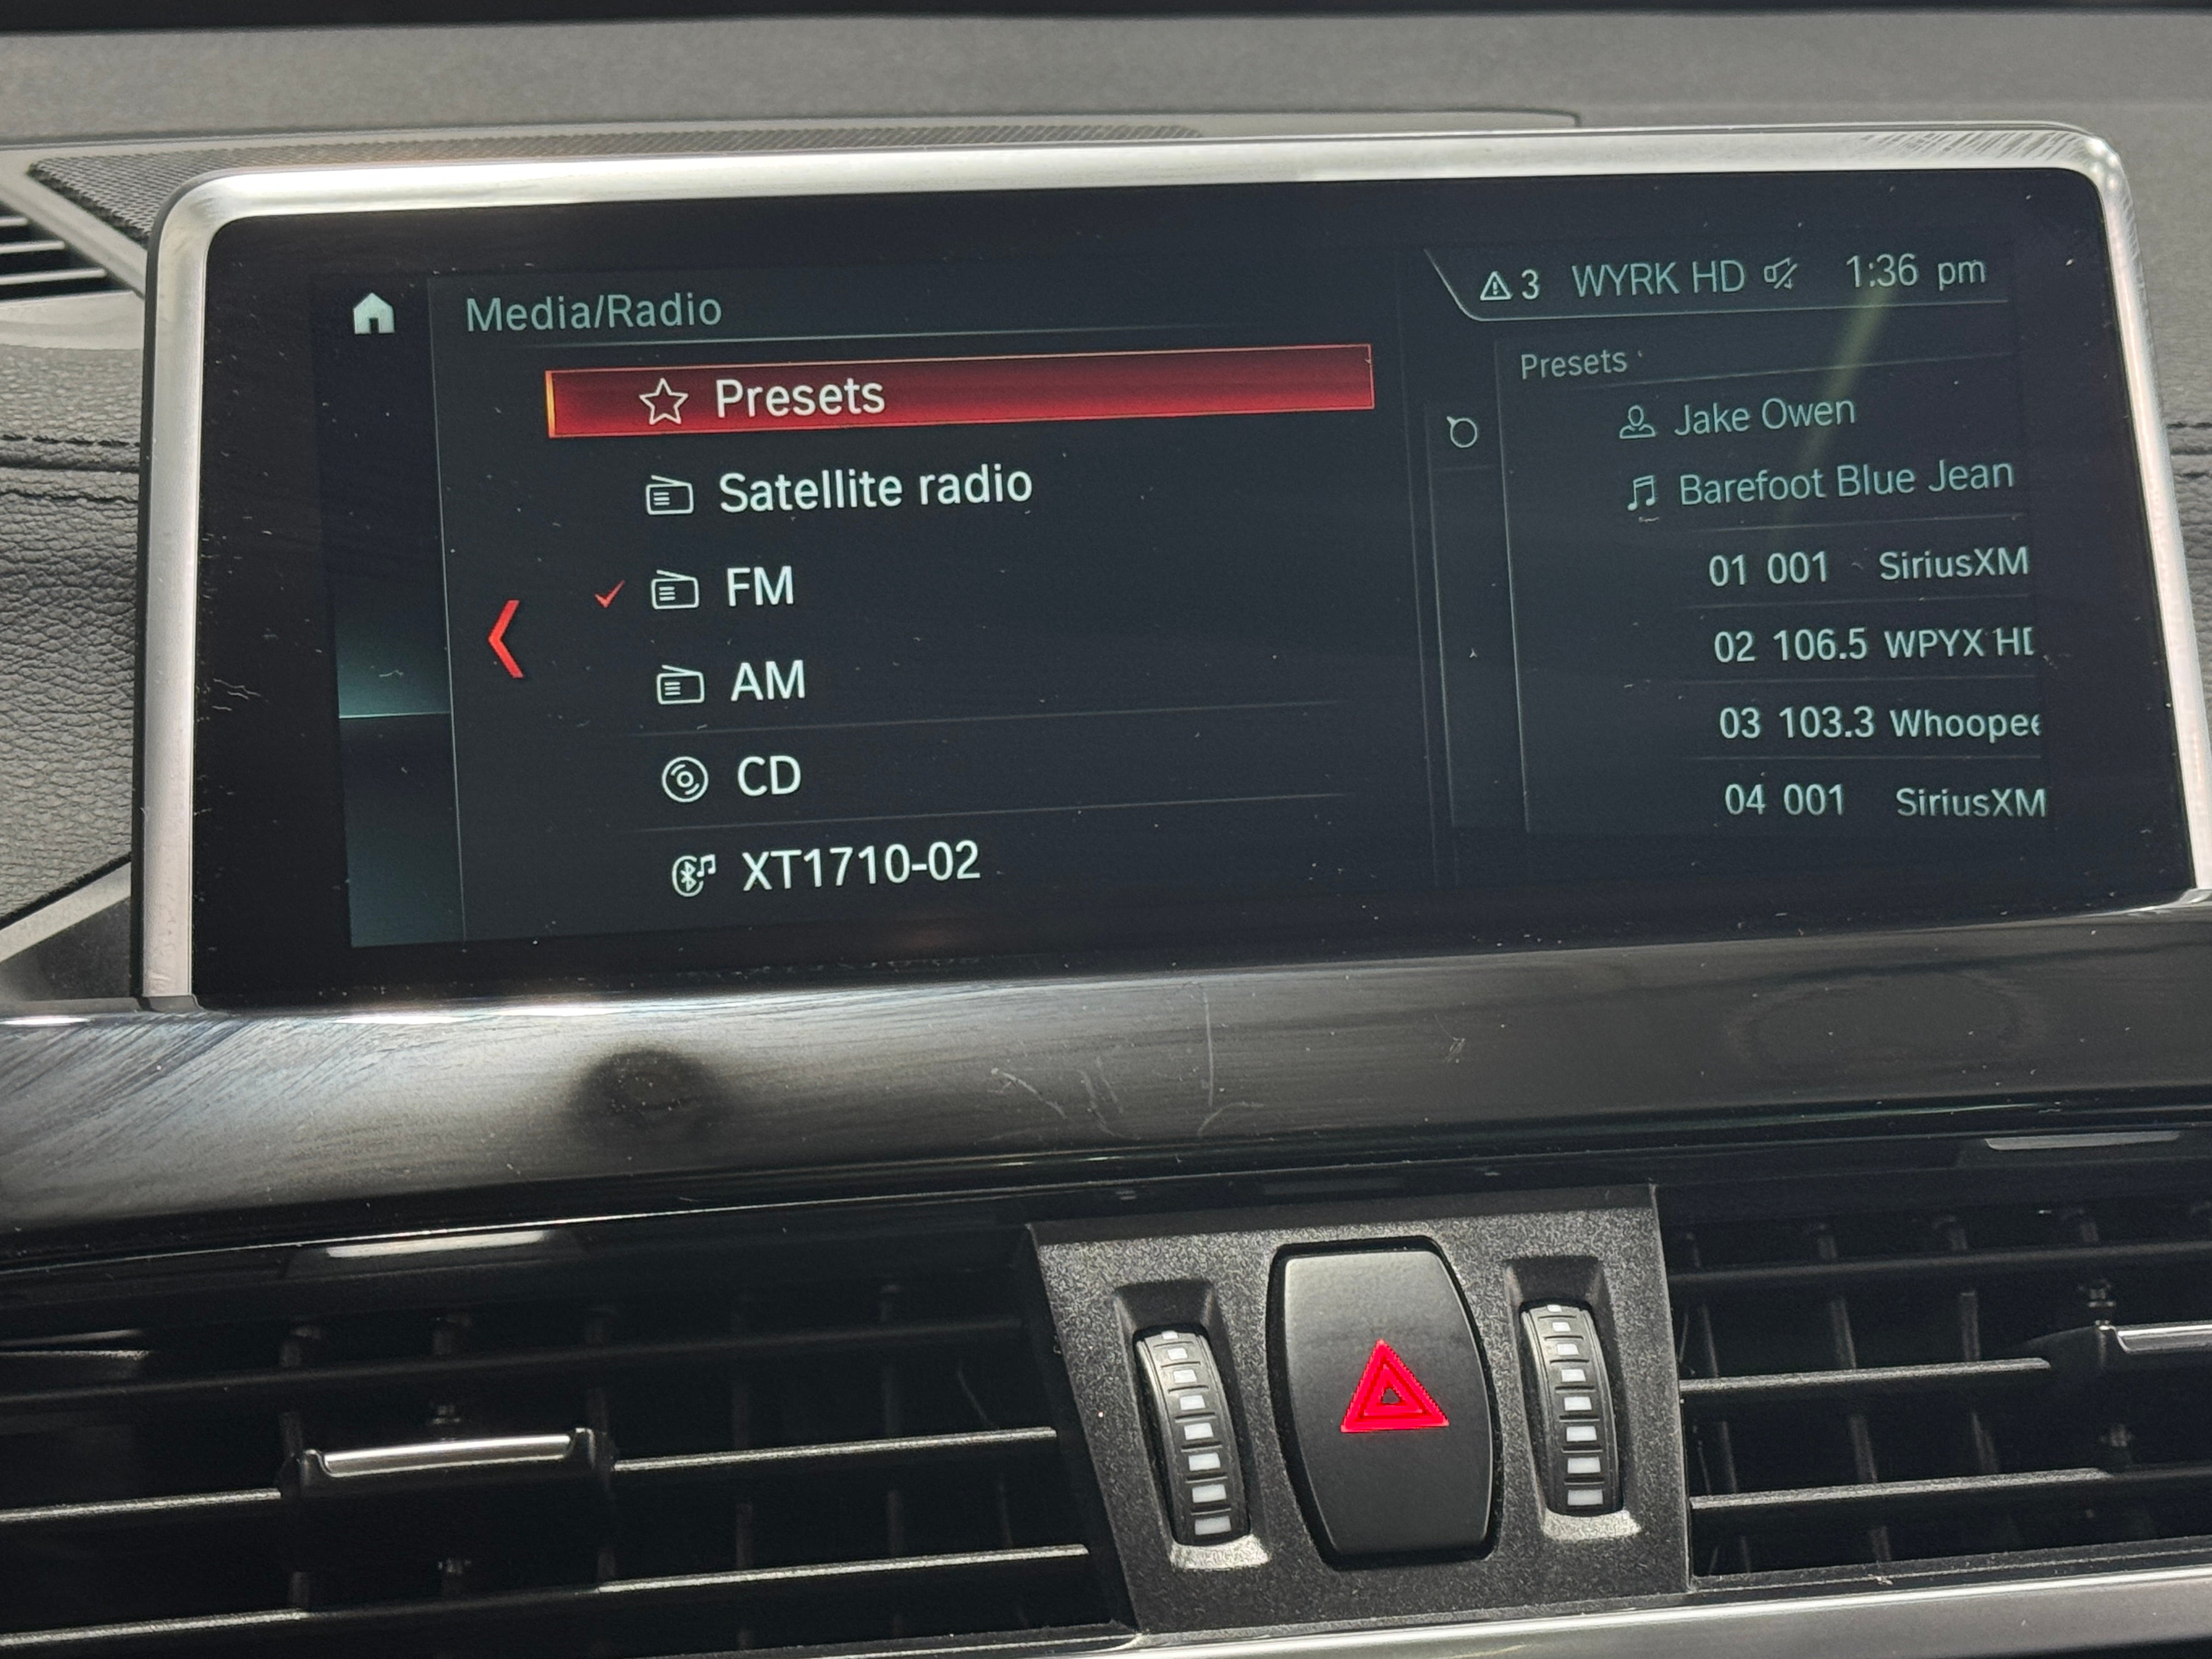 Media/Radio
3 WYRK HD 1:36 pm
Presets
Satellite radio
FM
AM
CD
XT1710-02
Presets
Jake Owen
Barefoot Blue Jean
01 001 SiriusXM
02 106.5 WPYX HD
03 103.3 Whoopee
04 001 SiriusXM